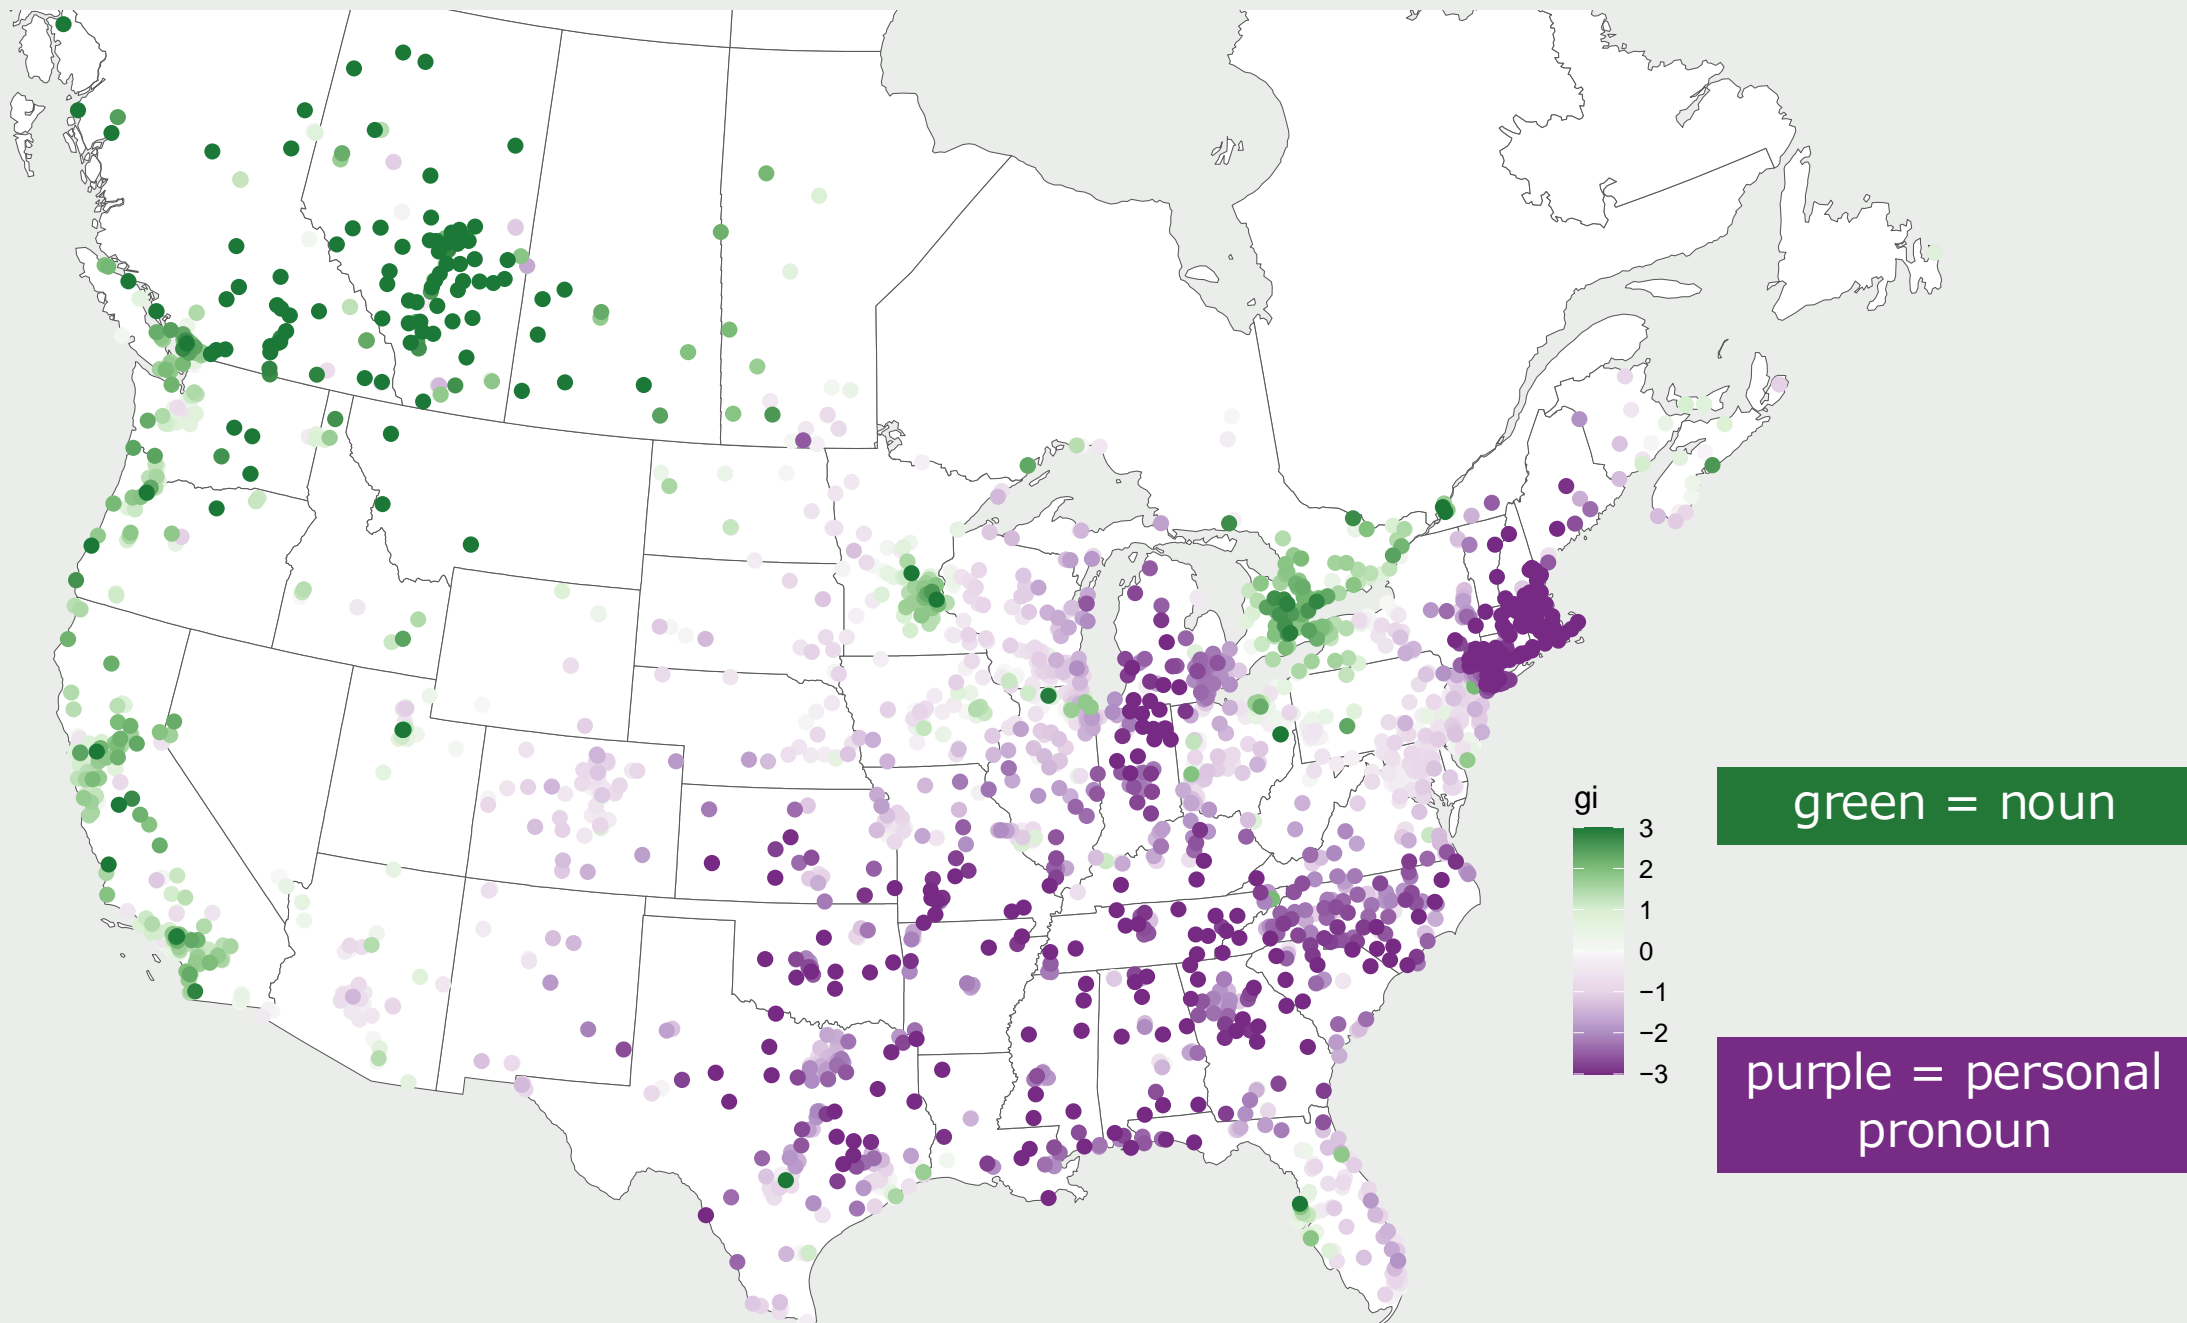 gi
3
2
1
0
−1
−2
−3
green = noun
purple = personal
pronoun